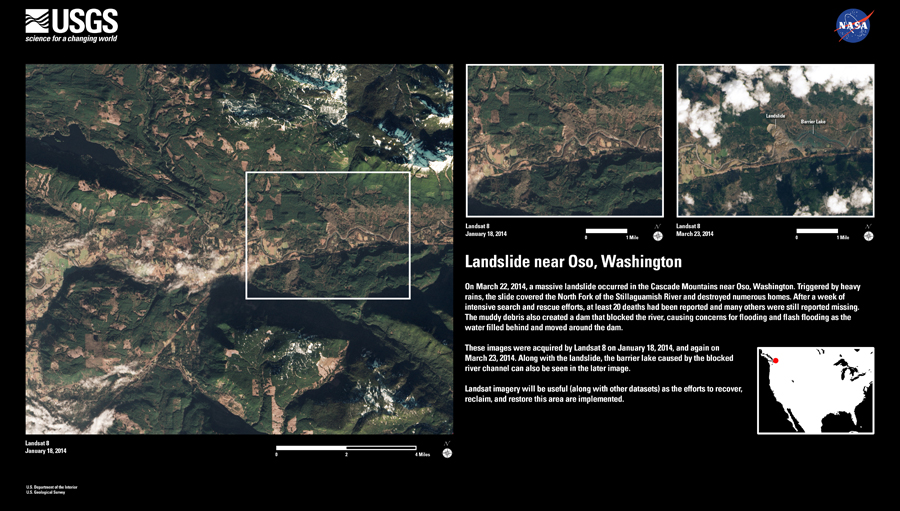 USGS
science for a changing world
NASA
Landslide
Barrier Lake
Landsat 8
January 18, 2014
0 1 Mile
N
Landsat 8
March 23, 2014
0 1 Mile
N
Landslide near Oso, Washington
On March 22, 2014, a massive landslide occurred in the Cascade Mountains near Oso, Washington. Triggered by heavy
rains, the slide covered the North Fork of the Stillaguamish River and destroyed numerous homes. After a week of
intensive search and rescue efforts, at least 20 deaths had been reported and many others were still reported missing.
The muddy debris also created a dam that blocked the river, causing concerns for flooding and flash flooding as the
water filled behind and moved around the dam.
These images were acquired by Landsat 8 on January 18, 2014, and again on
March 23, 2014. Along with the landslide, the barrier lake caused by the blocked
river channel can also be seen in the later image.
Landsat imagery will be useful (along with other datasets) as the efforts to recover,
reclaim, and restore this area are implemented.
Landsat 8
January 18, 2014
0 2 4 Miles
N
U.S. Department of the Interior
U.S. Geological Survey